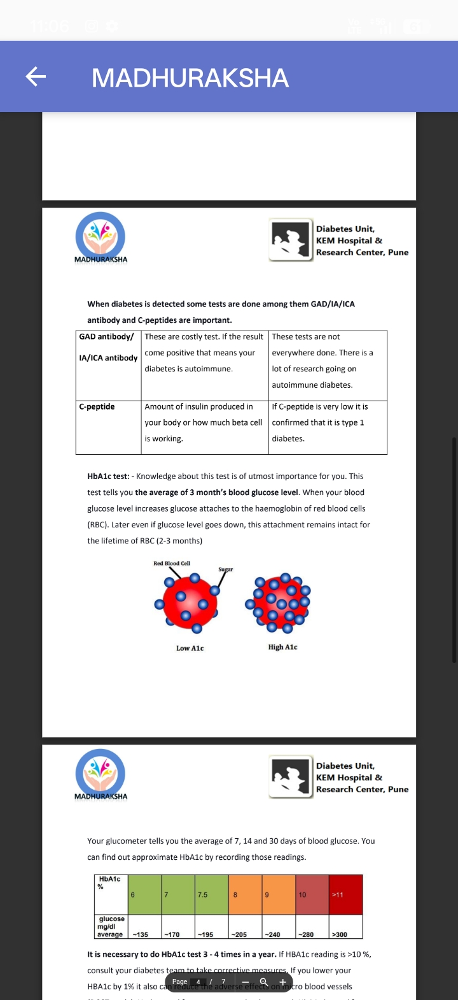 11:06
MADHURAKSHA
MADHURAKSHA
Diabetes Unit,
KEM Hospital &
Research Center, Pune
When diabetes is detected some tests are done among them GAD/IA/ICA
antibody and C-peptides are important.
GAD antibody/
IA/ICA antibody
These are costly test. If the result
come positive that means your
diabetes is autoimmune.
These tests are not
everywhere done. There is a
lot of research going on
autoimmune diabetes.
C-peptide
Amount of insulin produced in
your body or how much beta cell
is working.
If C-peptide is very low it is
confirmed that it is type 1
diabetes.
HbA1c test: - Knowledge about this test is of utmost importance for you. This
test tells you the average of 3 month's blood glucose level. When your blood
glucose level increases glucose attaches to the haemoglobin of red blood cells
(RBC). Later even if glucose level goes down, this attachment remains intact for
the lifetime of RBC (2-3 months)
Red Blood Cell
Sugar
Low A1c
High A1c
MADHURAKSHA
Diabetes Unit,
KEM Hospital &
Research Center, Pune
Your glucometer tells you the average of 7, 14 and 30 days of blood glucose. You
can find out approximate HbA1c by recording those readings.
HbA1c
%
6 7 7.5 8 9 10 >11
glucose
mg/dl
average ~135 ~170 ~195 ~205 ~240 ~280 >300
It is necessary to do HbA1c test 3 - 4 times in a year. If HBA1c reading is >10 %,
consult your diabetes team to take corrective measures. If you lower your
HBA1c by 1% it also can reduce the adverse effects on micro blood vessels
Page 4 / 7